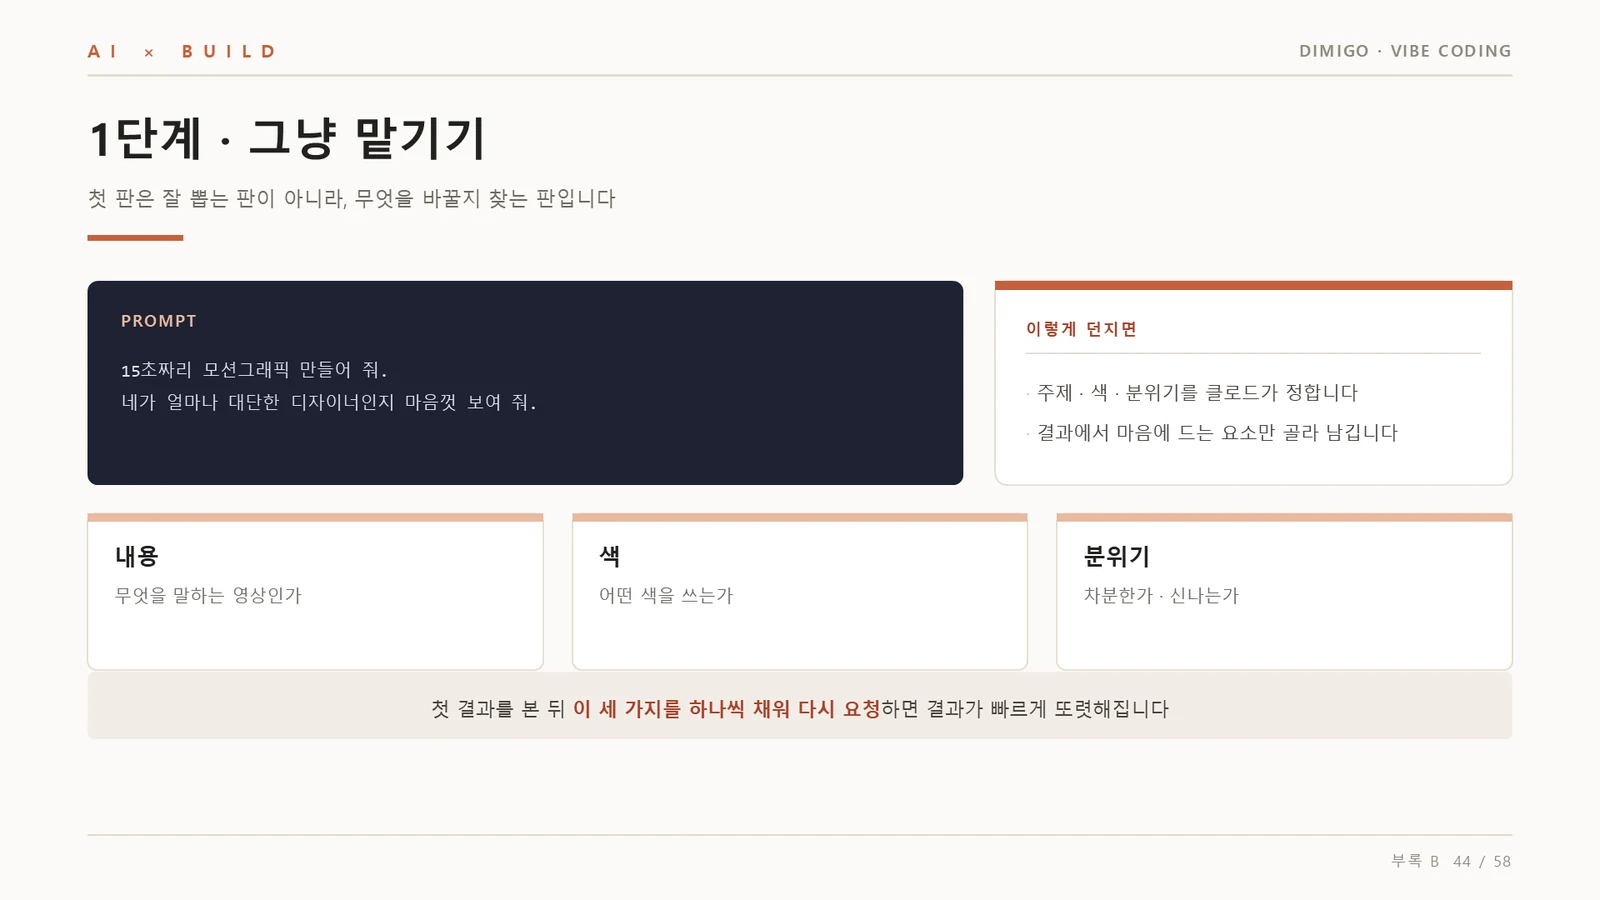 AI × BUILD
DIMIGO · VIBE CODING
1단계 · 그냥 맡기기
첫 판은 잘 뽑는 판이 아니라, 무엇을 바꿀지 찾는 판입니다
PROMPT
15초짜리 모션그래픽 만들어 줘.
네가 얼마나 대단한 디자이너인지 마음껏 보여 줘.
이렇게 던지면
· 주제 · 색 · 분위기를 클로드가 정합니다
· 결과에서 마음에 드는 요소만 골라 남깁니다
내용
무엇을 말하는 영상인가
색
어떤 색을 쓰는가
분위기
차분한가 · 신나는가
첫 결과를 본 뒤 이 세 가지를 하나씩 채워 다시 요청하면 결과가 빠르게 또렷해집니다
부록 B 44 / 58